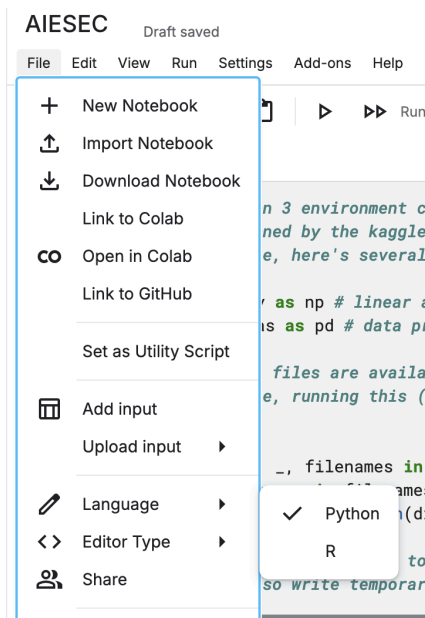 AIESEC
Draft saved
File Edit View Run Settings Add-ons Help
New Notebook
Import Notebook
Download Notebook
Link to Colab
Open in Colab
Link to GitHub
Set as Utility Script
Add input
Upload input
Language
Editor Type
Share
Python
R
Run
n 3 environment c
ned by the kaggle
e, here's several
as np # linear a
as pd # data pr
files are availa
e, running this (
_, filenames in
to
so write temporar